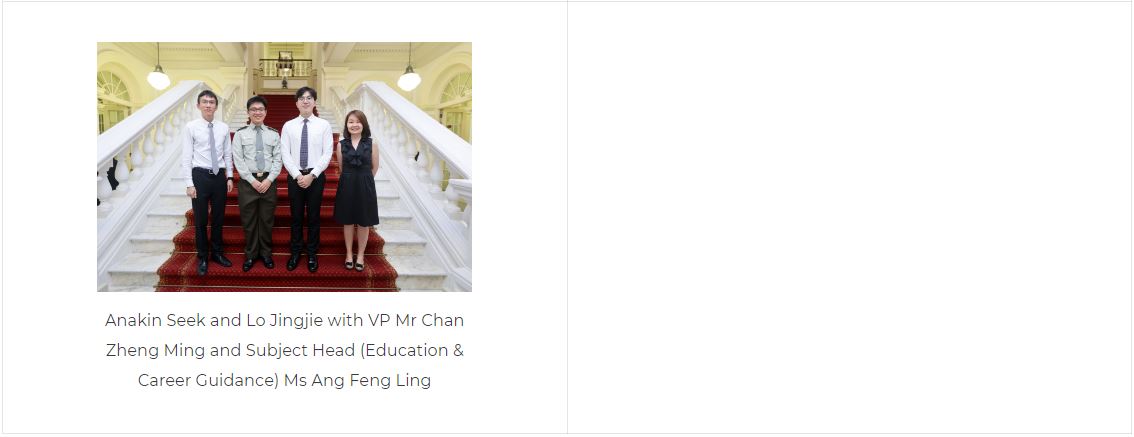 Anakin Seek and Lo Jingjie with VP Mr Chan
Zheng Ming and Subject Head (Education &
Career Guidance) Ms Ang Feng Ling